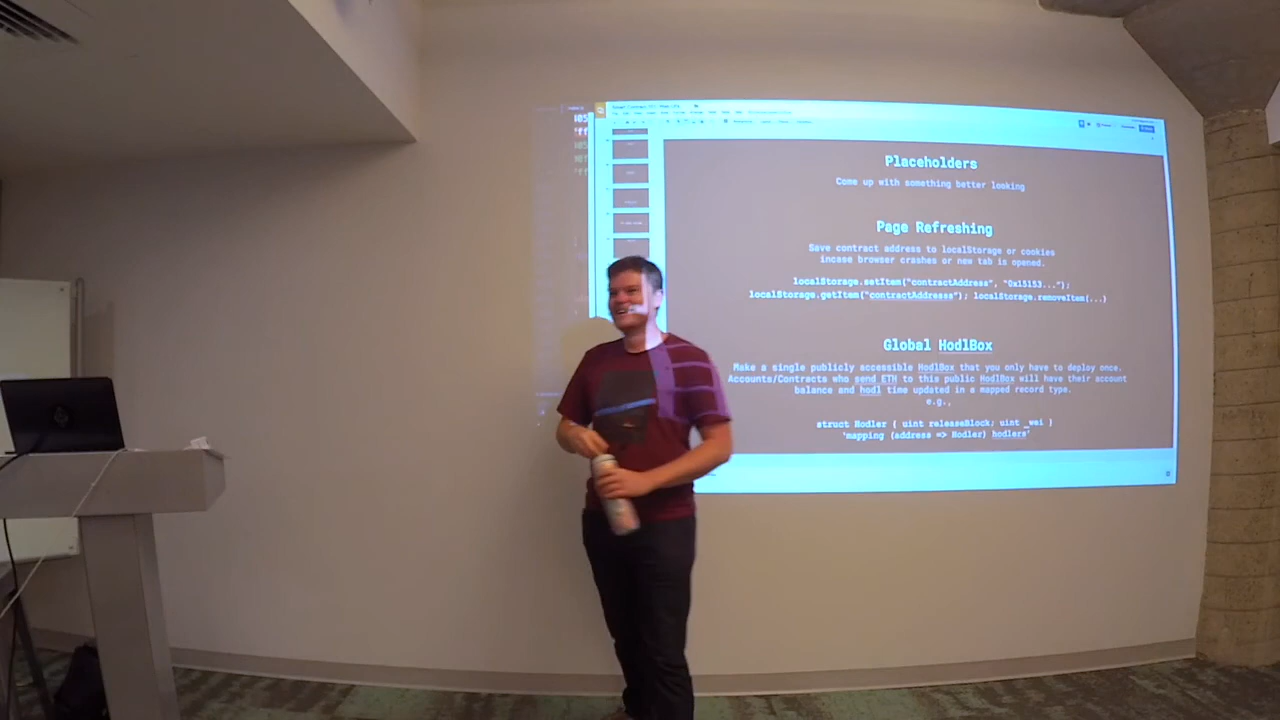 Placeholders
Come up with something better looking
Page Refreshing
Save contract address to localStorage or cookies
incase browser crashes or new tab is opened.
localStorage.setItem("contractAddress", "0x15153...");
localStorage.getItem("contractAddresss"); localStorage.removeItem(...)
Global HodlBox
Make a single publicly accessible HodlBox that you only have to deploy once.
Accounts/Contracts who send ETH to this public HodlBox will have their account
balance and hodl time updated in a mapped record type.
e.g.,
struct Hodler { uint releaseBlock; uint _wei }
'mapping (address => Hodler) hodlers'